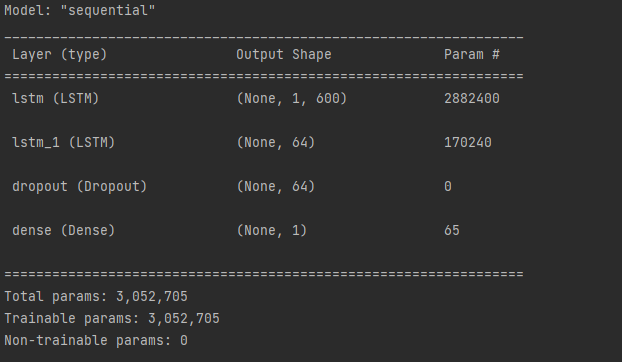 Model: "sequential"
_________________________________________________________________
Layer (type) Output Shape Param #
=================================================================
lstm (LSTM) (None, 1, 600) 2882400
lstm_1 (LSTM) (None, 64) 170240
dropout (Dropout) (None, 64) 0
dense (Dense) (None, 1) 65
=================================================================
Total params: 3,052,705
Trainable params: 3,052,705
Non-trainable params: 0